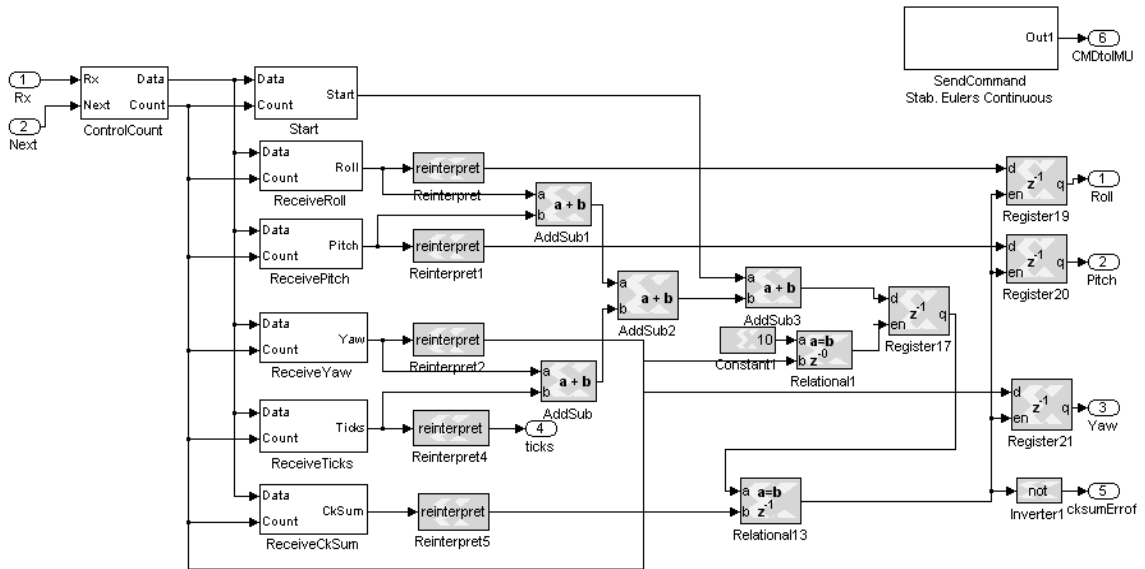 Out1
6
CMDtoIMU
SendCommand
Stab. Eulers Continuous
1
Rx
2
Next
Rx
Data
Next
Count
ControlCount
Data
Count
Start
Start
Data
Count
Roll
ReceiveRoll
reinterpret
Reinterpret
a
b
a + b
AddSub1
d
en
z-1
q
Register19
1
Roll
Data
Count
Pitch
ReceivePitch
reinterpret
Reinterpret1
d
en
z-1
q
Register20
2
Pitch
a
b
a + b
AddSub2
a
b
a + b
AddSub3
d
en
z-1
q
Register17
10
Constant1
a
b
a=b
z-0
Relational1
Data
Count
Yaw
ReceiveYaw
reinterpret
Reinterpret2
a
b
a + b
AddSub
d
en
z-1
q
Register21
3
Yaw
Data
Count
Ticks
ReceiveTicks
reinterpret
Reinterpret4
4
ticks
Data
Count
CkSum
ReceiveCkSum
reinterpret
Reinterpret5
a
b
a=b
z-1
Relational13
not
Inverter1
5
cksumErrof